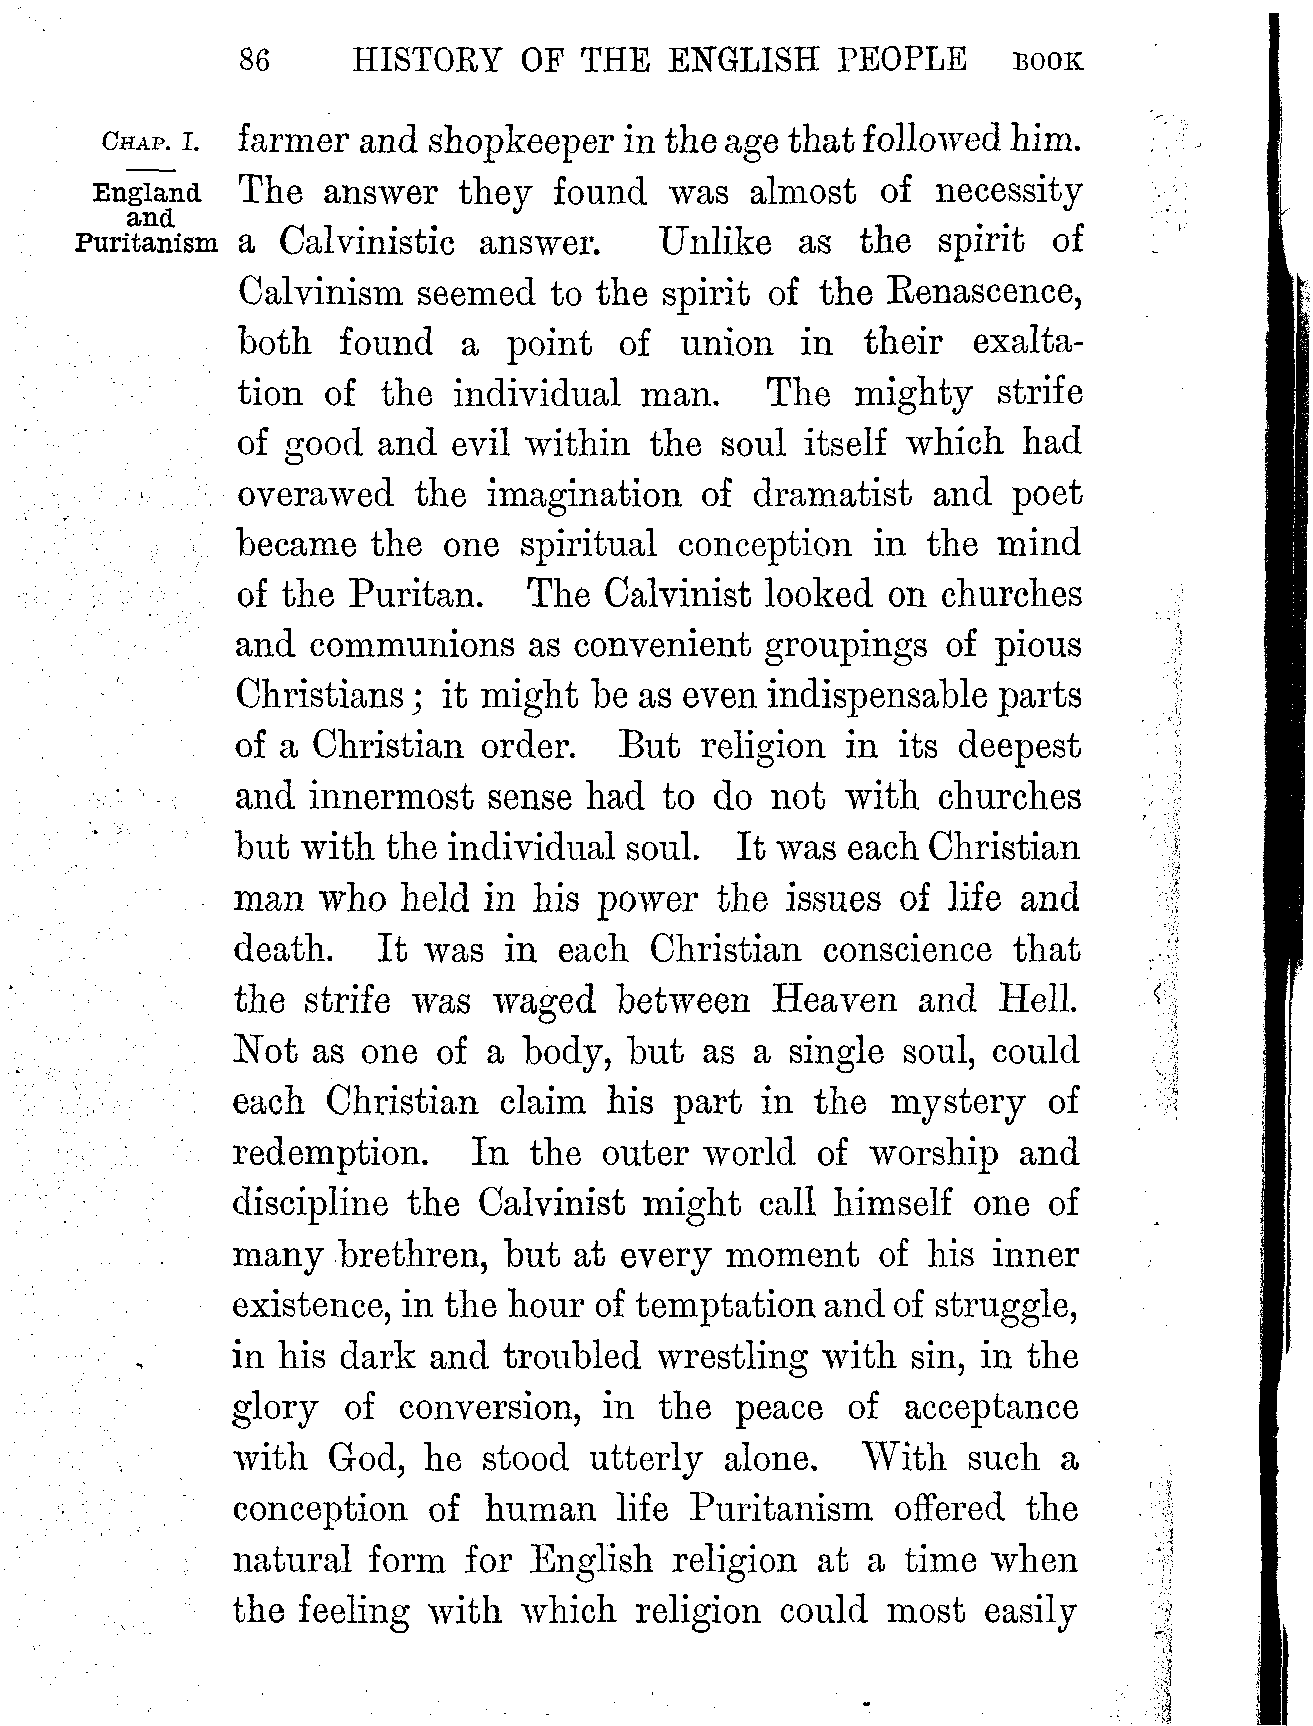 86 HISTORY OF THE ENGLISH PEOPLE BOOK
CHAP. I.
England
and
Puritanism
farmer and shopkeeper in the age that followed him.
The answer they found was almost of necessity
a Calvinistic answer. Unlike as the spirit of
Calvinism seemed to the spirit of the Renascence,
both found a point of union in their exalta-
tion of the individual man. The mighty strife
of good and evil within the soul itself which had
overawed the imagination of dramatist and poet
became the one spiritual conception in the mind
of the Puritan. The Calvinist looked on churches
and communions as convenient groupings of pious
Christians; it might be as even indispensable parts
of a Christian order. But religion in its deepest
and innermost sense had to do not with churches
but with the individual soul. It was each Christian
man who held in his power the issues of life and
death. It was in each Christian conscience that
the strife was waged between Heaven and Hell.
Not as one of a body, but as a single soul, could
each Christian claim his part in the mystery of
redemption. In the outer world of worship and
discipline the Calvinist might call himself one of
many brethren, but at every moment of his inner
existence, in the hour of temptation and of struggle,
in his dark and troubled wrestling with sin, in the
glory of conversion, in the peace of acceptance
with God, he stood utterly alone. With such a
conception of human life Puritanism offered the
natural form for English religion at a time when
the feeling with which religion could most easily